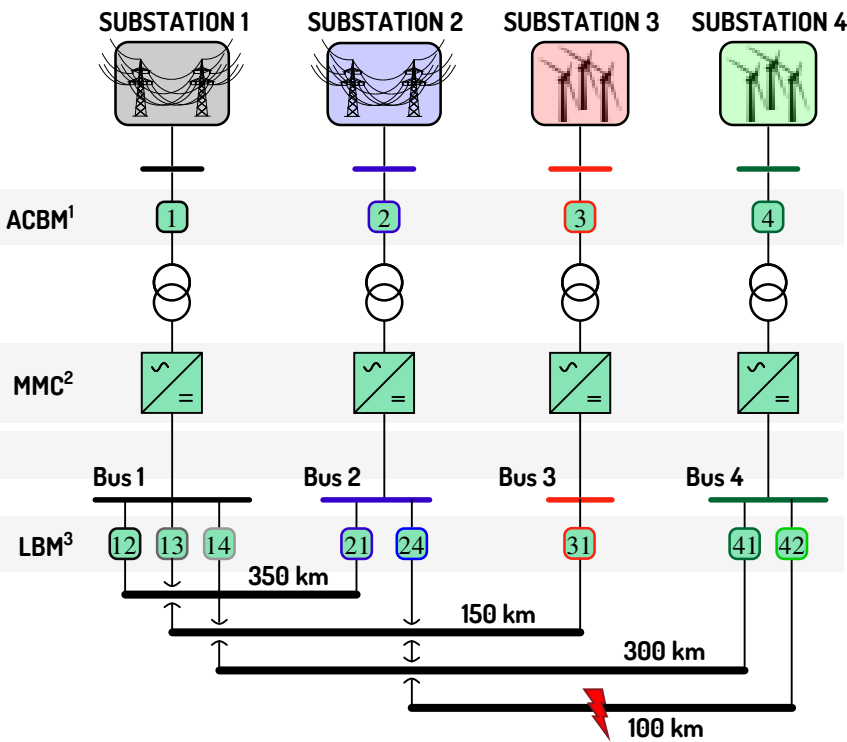 SUBSTATION 1 SUBSTATION 2 SUBSTATION 3 SUBSTATION 4
ACBM¹ 1 2 3 4
MMC²
Bus 1 Bus 2 Bus 3 Bus 4
LBM³ 12 13 14 21 24 31 41 42
350 km
150 km
300 km
100 km